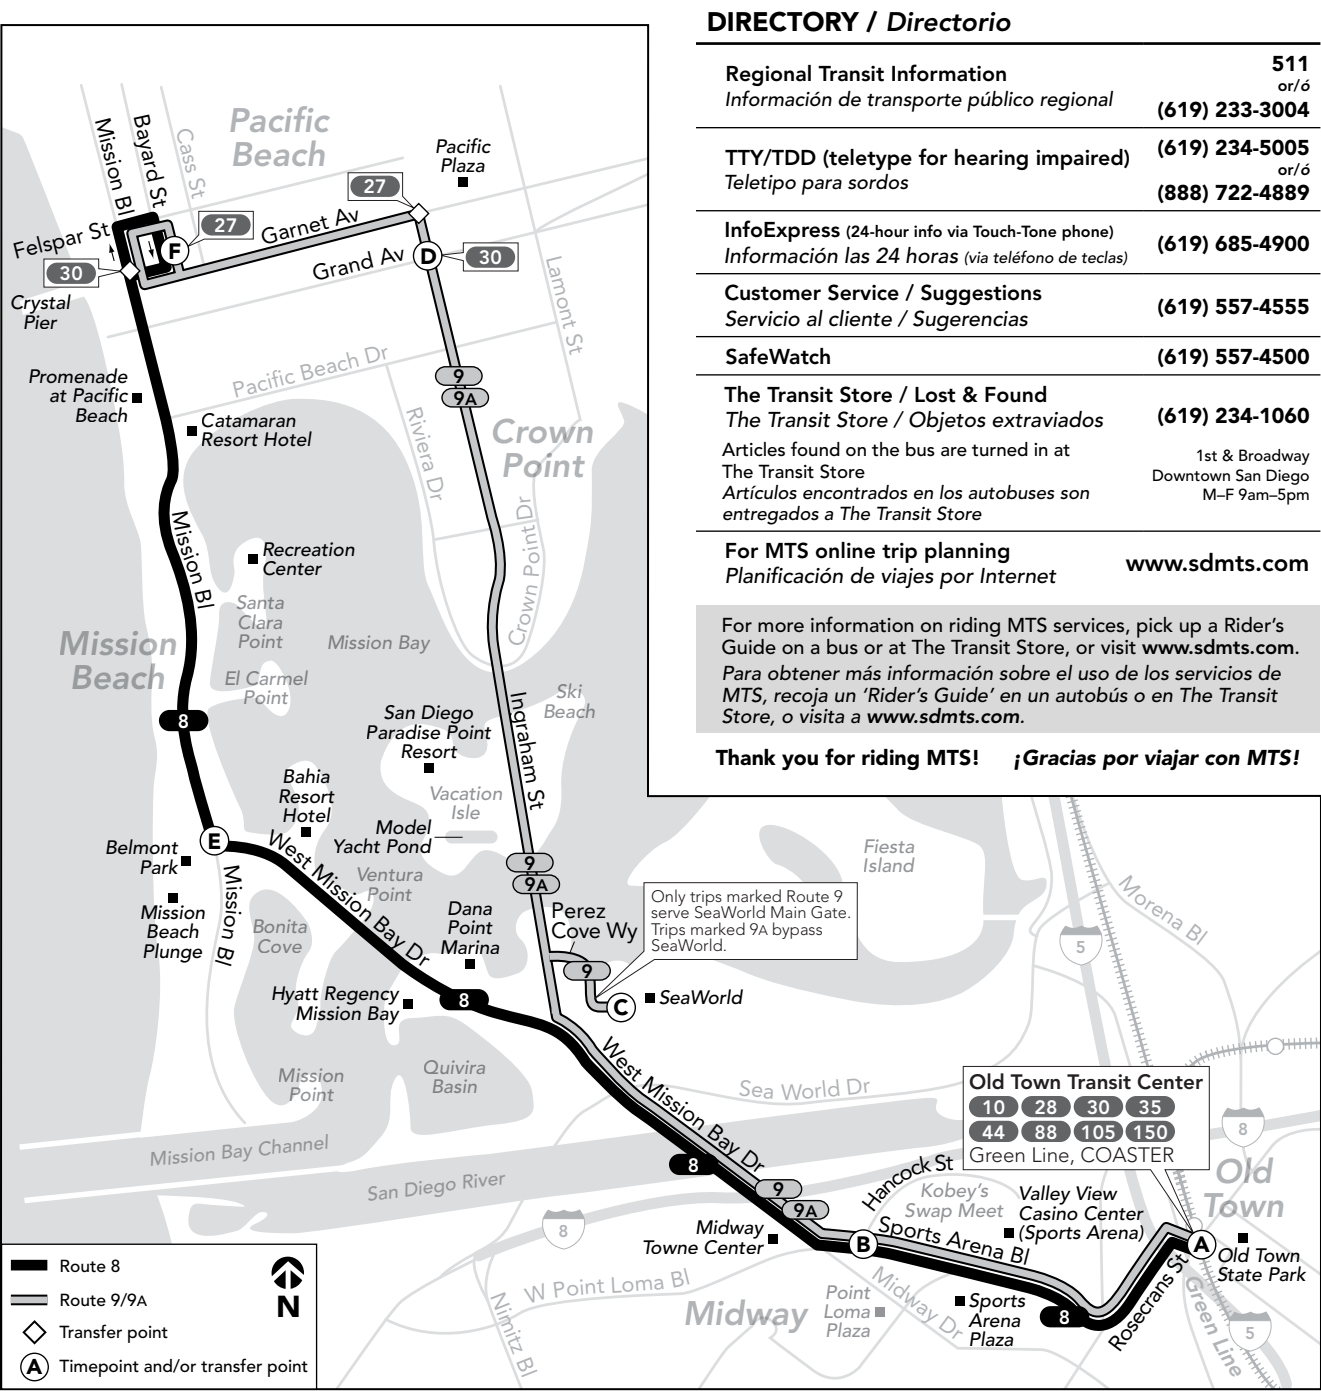 DIRECTORY / Directorio
Regional Transit Information
Información de transporte público regional
511
or/ó
(619) 233-3004
TTY/TDD (teletype for hearing impaired)
Teletipo para sordos
(619) 234-5005
or/ó
(888) 722-4889
InfoExpress (24-hour info via Touch-Tone phone)
Información las 24 horas (via teléfono de teclas)
(619) 685-4900
Customer Service / Suggestions
Servicio al cliente / Sugerencias
(619) 557-4555
SafeWatch
(619) 557-4500
The Transit Store / Lost & Found
The Transit Store / Objetos extraviados
(619) 234-1060
Articles found on the bus are turned in at
The Transit Store
Artículos encontrados en los autobuses son
entregados a The Transit Store
1st & Broadway
Downtown San Diego
M–F 9am–5pm
For MTS online trip planning
Planificación de viajes por Internet
www.sdmts.com
For more information on riding MTS services, pick up a Rider's
Guide on a bus or at The Transit Store, or visit www.sdmts.com.
Para obtener más información sobre el uso de los servicios de
MTS, recoja un 'Rider's Guide' en un autobús o en The Transit
Store, o visita a www.sdmts.com.
Thank you for riding MTS! ¡Gracias por viajar con MTS!
Mission Bl
Bayard St
Cass St
Pacific
Beach
Pacific
Plaza
27
27
Felspar St
F
Garnet Av
30
Grand Av
D
30
Crystal
Pier
Lamont St
Pacific Beach Dr
9
9A
Promenade
at Pacific
Beach
Catamaran
Resort Hotel
Riviera Dr
Crown
Point
Crown Point Dr
Mission Bl
Recreation
Center
Santa
Clara
Point
Mission Bay
Mission
Beach
El Carmel
Point
8
San Diego
Paradise Point
Resort
Ski
Beach
Ingraham St
Bahia
Resort
Hotel
Vacation
Isle
Model
Yacht Pond
E
Belmont
Park
West Mission Bay Dr
Ventura
Point
9
9A
Fiesta
Island
Mission
Beach
Plunge
Mission Bl
Bonita
Cove
Dana
Point
Marina
Perez
Cove Wy
Only trips marked Route 9
serve SeaWorld Main Gate.
Trips marked 9A bypass
SeaWorld.
Morena Bl
5
9
Hyatt Regency
Mission Bay
8
C
SeaWorld
West Mission Bay Dr
Mission
Point
Quivira
Basin
Sea World Dr
Old Town Transit Center
10 28 30 35
44 88 105 150
Green Line, COASTER
8
Mission Bay Channel
San Diego River
8
9
9A
Hancock St
Kobey's
Swap Meet
Valley View
Casino Center
(Sports Arena)
Old
Town
8
Midway
Towne Center
B
Sports Arena Bl
A
Old Town
State Park
W Point Loma Bl
Nimitz Bl
Midway
Point
Loma
Plaza
Midway Dr
Sports
Arena
Plaza
8
Rosecrans St
Green Line
5
Route 8
Route 9/9A
Transfer point
A
Timepoint and/or transfer point
N